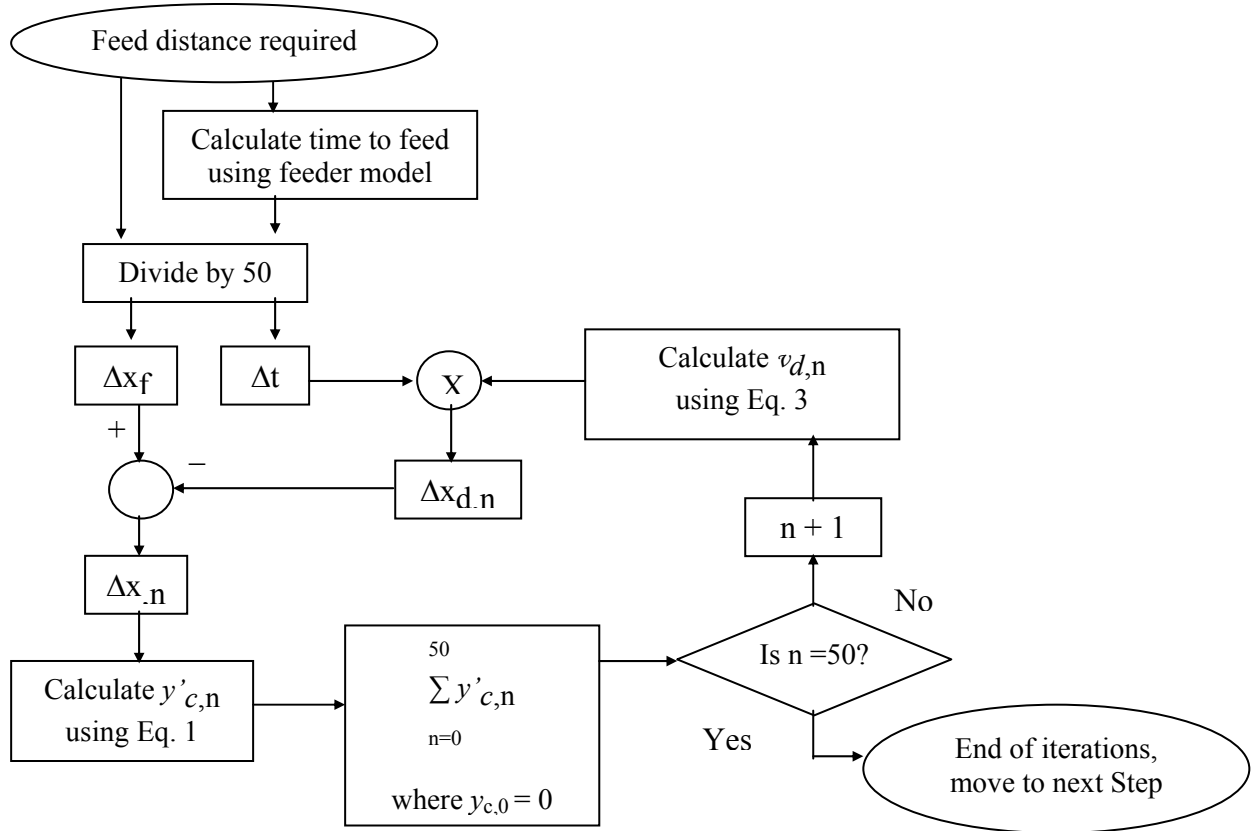 Feed distance required
Calculate time to feed
using feeder model
Divide by 50
Δxf
Δt
X
Calculate vd,n
using Eq. 3
+
−
Δxd,n
n + 1
Δx,n
No
Is n =50?
50
∑ y’c,n
n=0
where yc,0 = 0
Calculate y’c,n
using Eq. 1
Yes
End of iterations,
move to next Step